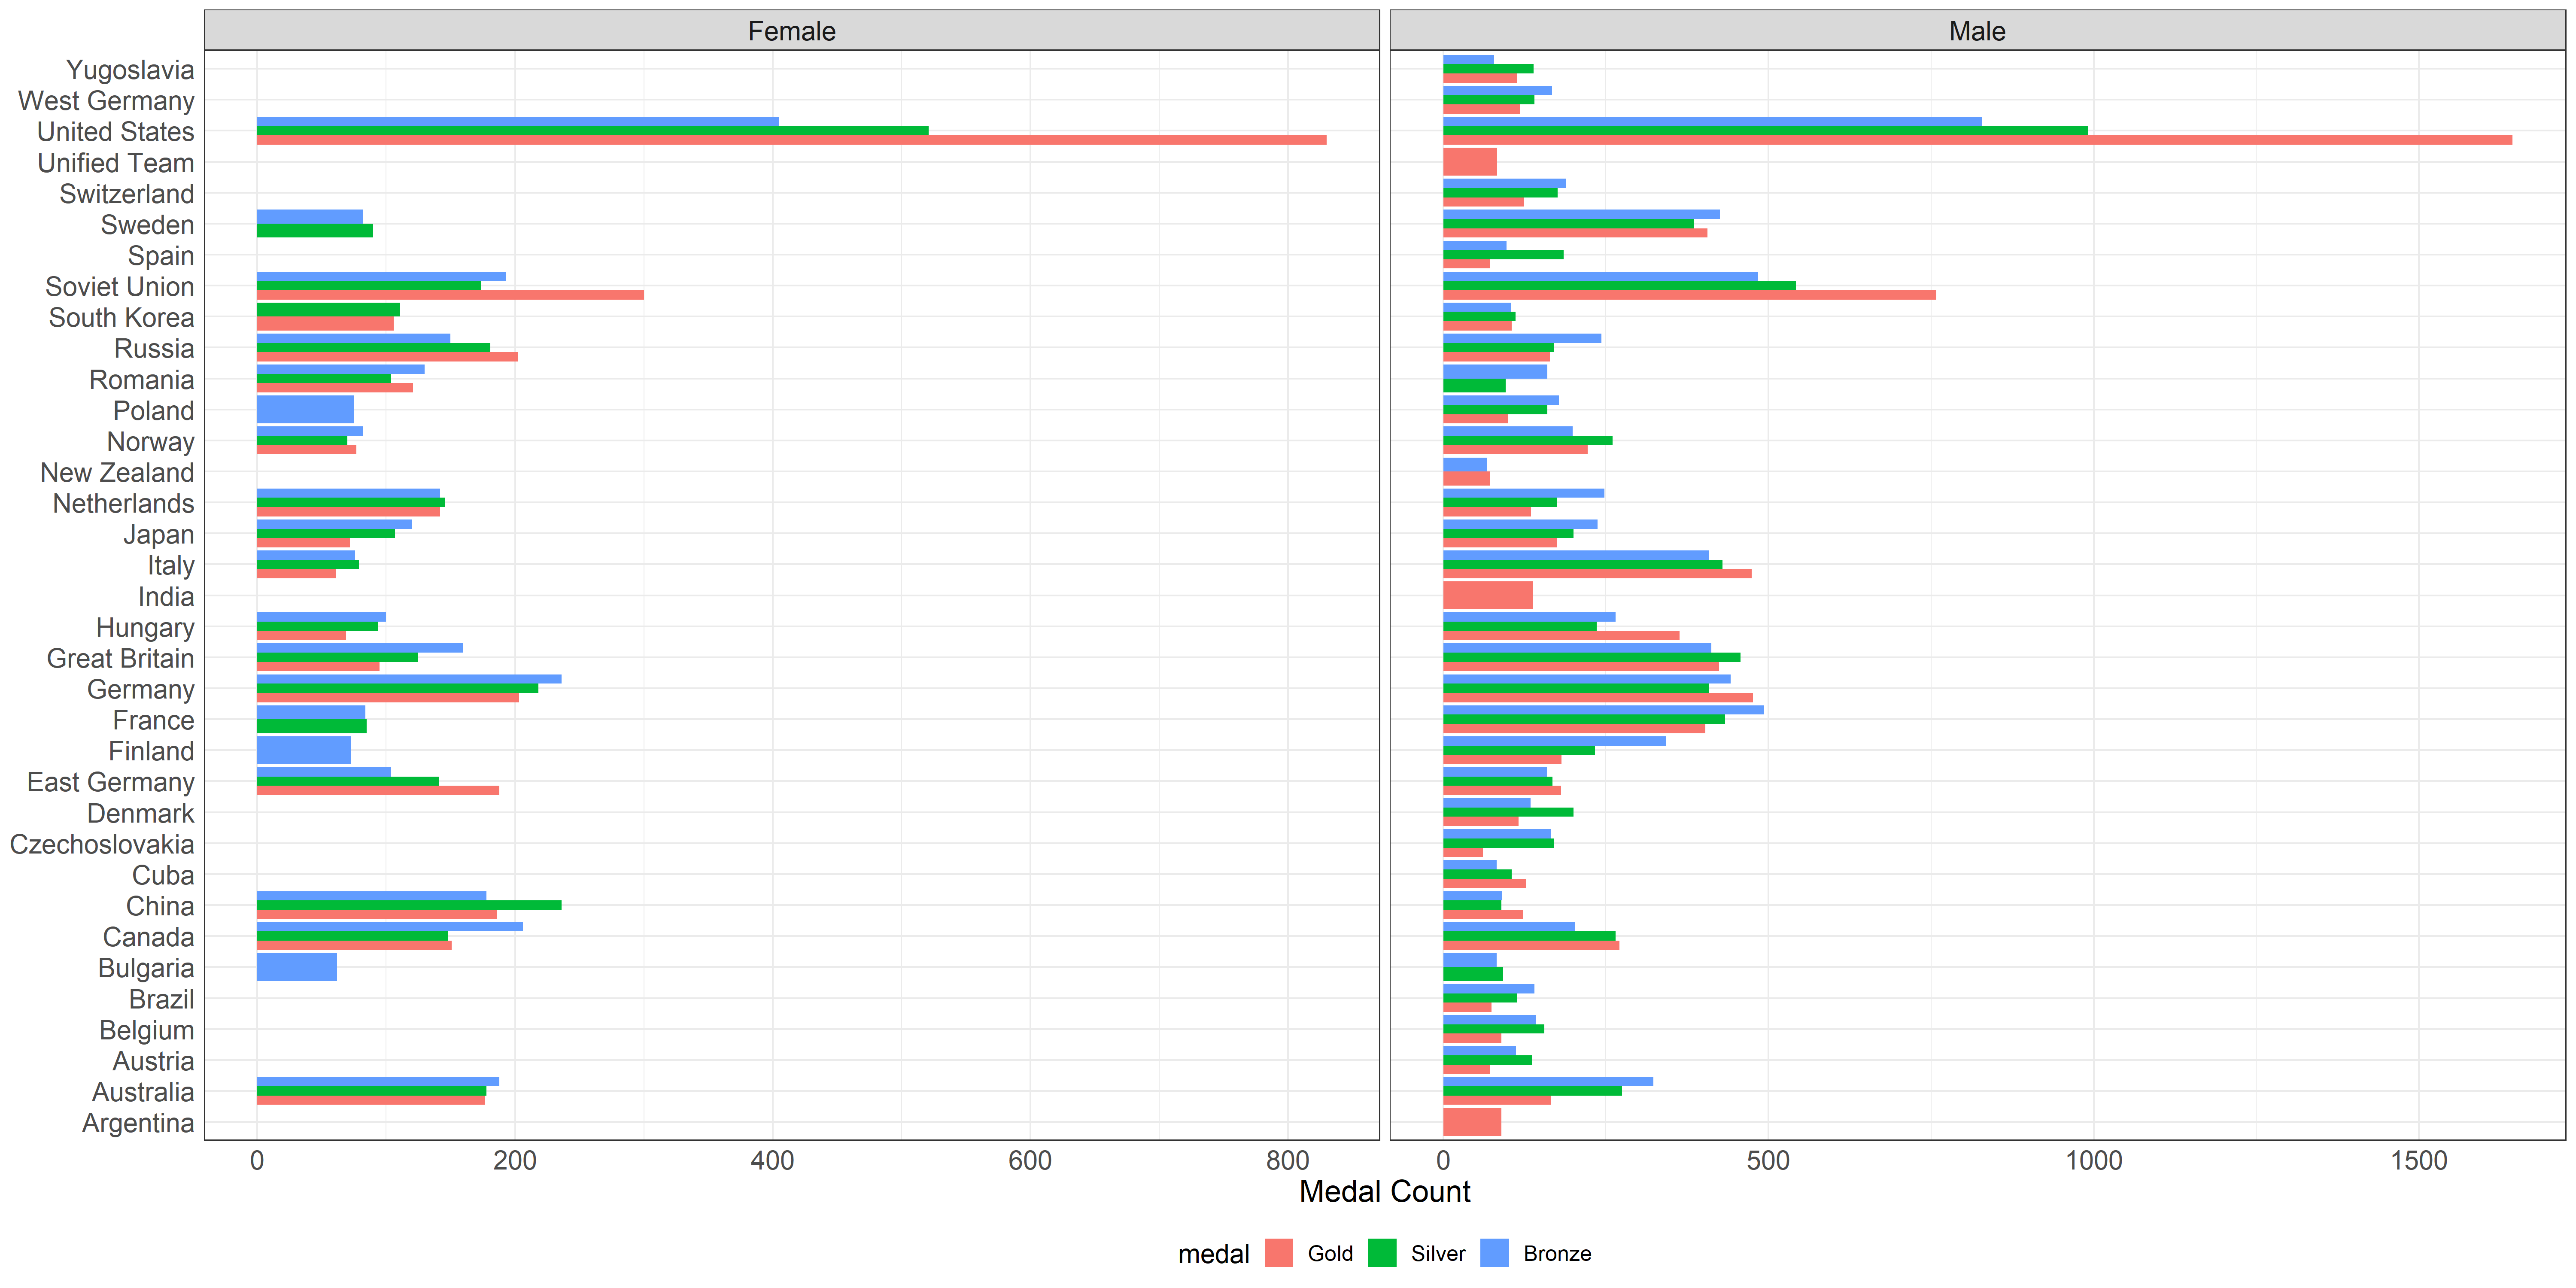 Female Male
Yugoslavia
West Germany
United States
Unified Team
Switzerland
Sweden
Spain
Soviet Union
South Korea
Russia
Romania
Poland
Norway
New Zealand
Netherlands
Japan
Italy
India
Hungary
Great Britain
Germany
France
Finland
East Germany
Denmark
Czechoslovakia
Cuba
China
Canada
Bulgaria
Brazil
Belgium
Austria
Australia
Argentina
0 200 400 600 800 0 500 1000 1500
Medal Count
medal Gold Silver Bronze